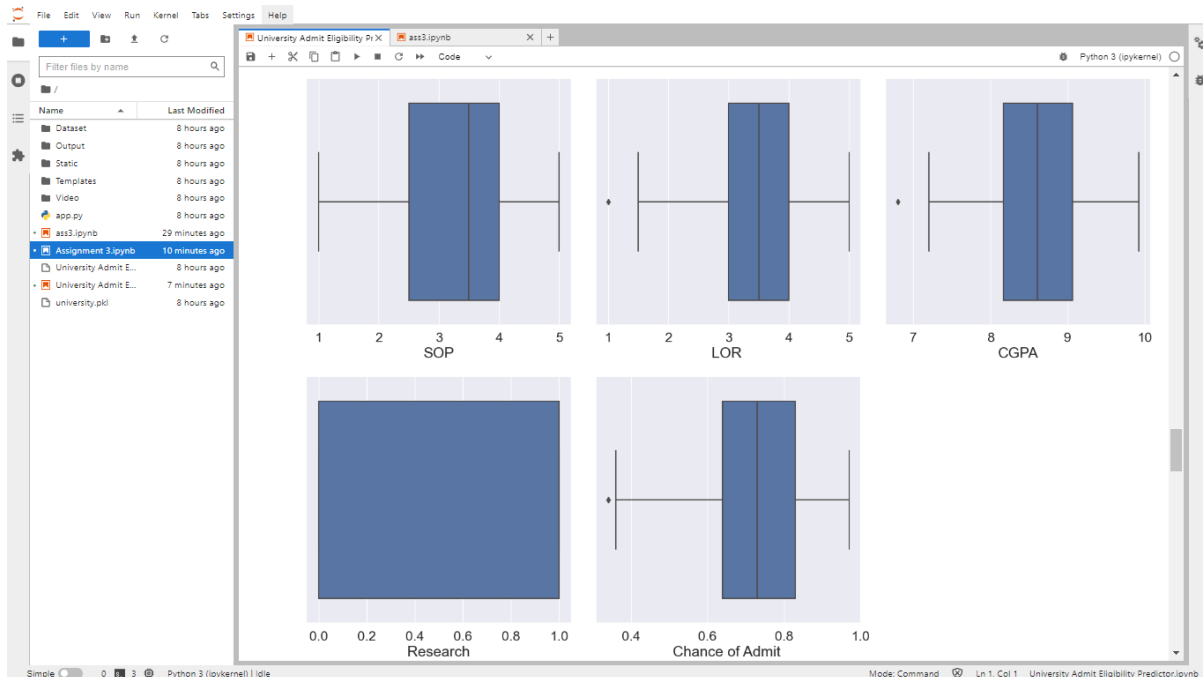 File Edit View Run Kernel Tabs Settings Help
University Admit Eligibility Pr
ass3.ipynb
Code
Python 3 (ipykernel)
Filter files by name
/
Name Last Modified
Dataset 8 hours ago
Output 8 hours ago
Static 8 hours ago
Templates 8 hours ago
Video 8 hours ago
app.py 8 hours ago
ass3.ipynb 29 minutes ago
Assignment 3.ipynb 10 minutes ago
University Admit E... 8 hours ago
University Admit E... 7 minutes ago
university.pkl 8 hours ago
1 2 3 4 5
SOP
1 2 3 4 5
LOR
7 8 9 10
CGPA
0.0 0.2 0.4 0.6 0.8 1.0
Research
0.4 0.6 0.8 1.0
Chance of Admit
Simple 0 3 Python 3 (ipykernel) | Idle
Mode: Command Ln 1, Col 1 University Admit Eligibility Predictor.ipynb